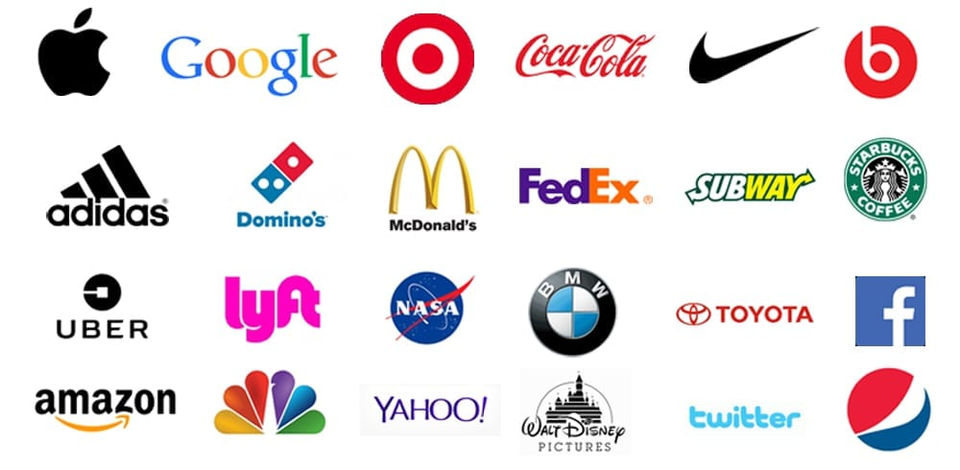 Google
Coca-Cola
b
adidas®
Domino's
McDonald's
FedEx®
SUBWAY
STARBUCKS
COFFEE
UBER
lyft
NASA
BMW
TOYOTA
f
amazon
YAHOO!
WALT DISNEY
PICTURES
twitter